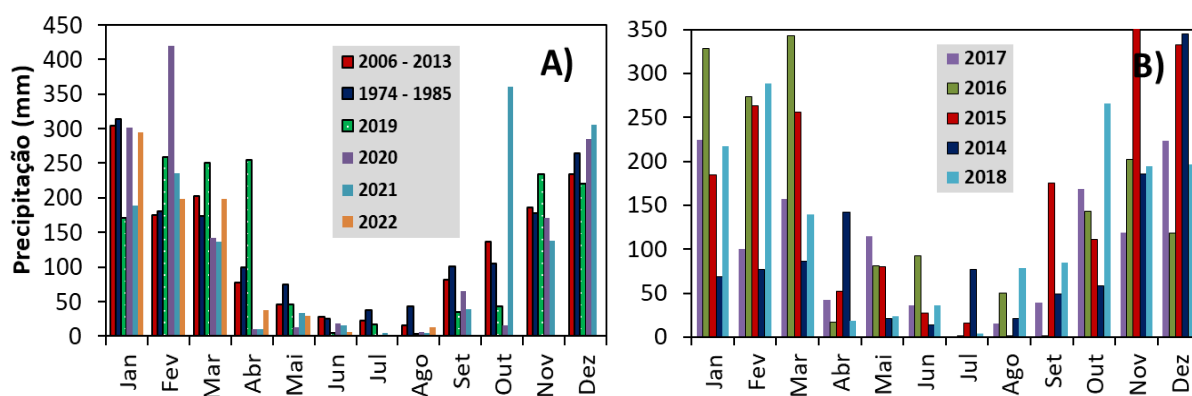 Precipitação (mm)
450
400
350
300
250
200
150
100
50
0
A)
2006 - 2013
1974 - 1985
2019
2020
2021
2022
Jan
Fev
Mar
Abr
Mai
Jun
Jul
Ago
Set
Out
Nov
Dez
350
300
250
200
150
100
50
0
B)
2017
2016
2015
2014
2018
Jan
Fev
Mar
Abr
Mai
Jun
Jul
Ago
Set
Out
Nov
Dez